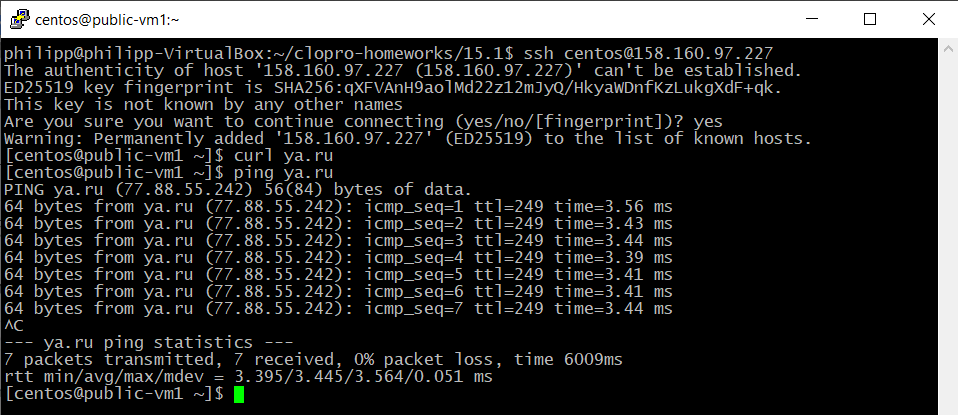 centos@public-vm1:~
philipp@philipp-VirtualBox:~/clopro-homeworks/15.1$ ssh centos@158.160.97.227
The authenticity of host '158.160.97.227 (158.160.97.227)' can't be established.
ED25519 key fingerprint is SHA256:qXFVAnH9aolMd22z12mJyQ/HkyaWDnfKzLukgXdF+qk.
This key is not known by any other names
Are you sure you want to continue connecting (yes/no/[fingerprint])? yes
Warning: Permanently added '158.160.97.227' (ED25519) to the list of known hosts.
[centos@public-vm1 ~]$ curl ya.ru
[centos@public-vm1 ~]$ ping ya.ru
PING ya.ru (77.88.55.242) 56(84) bytes of data.
64 bytes from ya.ru (77.88.55.242): icmp_seq=1 ttl=249 time=3.56 ms
64 bytes from ya.ru (77.88.55.242): icmp_seq=2 ttl=249 time=3.43 ms
64 bytes from ya.ru (77.88.55.242): icmp_seq=3 ttl=249 time=3.44 ms
64 bytes from ya.ru (77.88.55.242): icmp_seq=4 ttl=249 time=3.39 ms
64 bytes from ya.ru (77.88.55.242): icmp_seq=5 ttl=249 time=3.41 ms
64 bytes from ya.ru (77.88.55.242): icmp_seq=6 ttl=249 time=3.41 ms
64 bytes from ya.ru (77.88.55.242): icmp_seq=7 ttl=249 time=3.44 ms
^C
--- ya.ru ping statistics ---
7 packets transmitted, 7 received, 0% packet loss, time 6009ms
rtt min/avg/max/mdev = 3.395/3.445/3.564/0.051 ms
[centos@public-vm1 ~]$